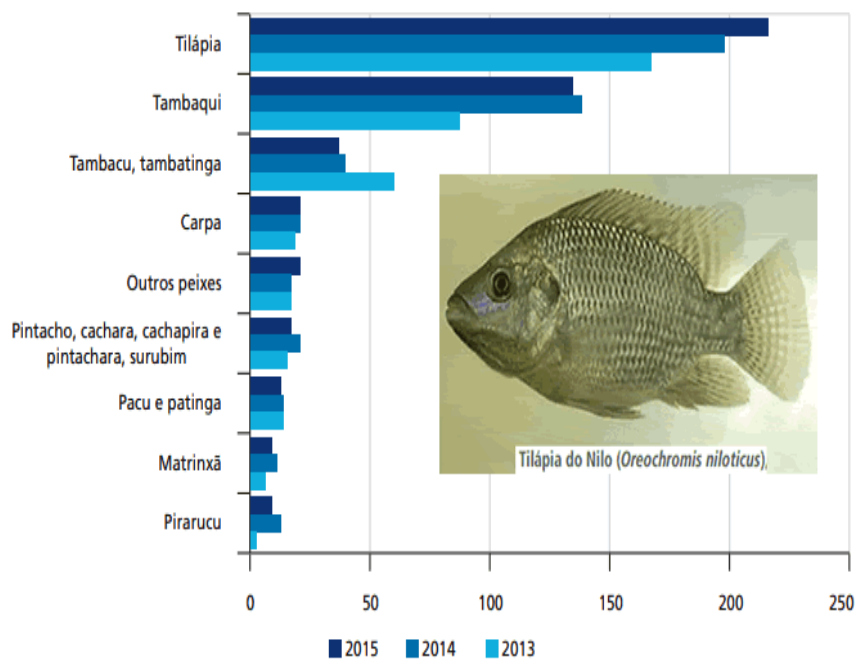 Tilápia
Tambaqui
Tambacu, tambatinga
Carpa
Outros peixes
Pintacho, cachara, cachapira e
pintachara, surubim
Pacu e patinga
Matrinxã
Pirarucu
Tilápia do Nilo (Oreochromis niloticus),
0 50 100 150 200 250
2015 2014 2013